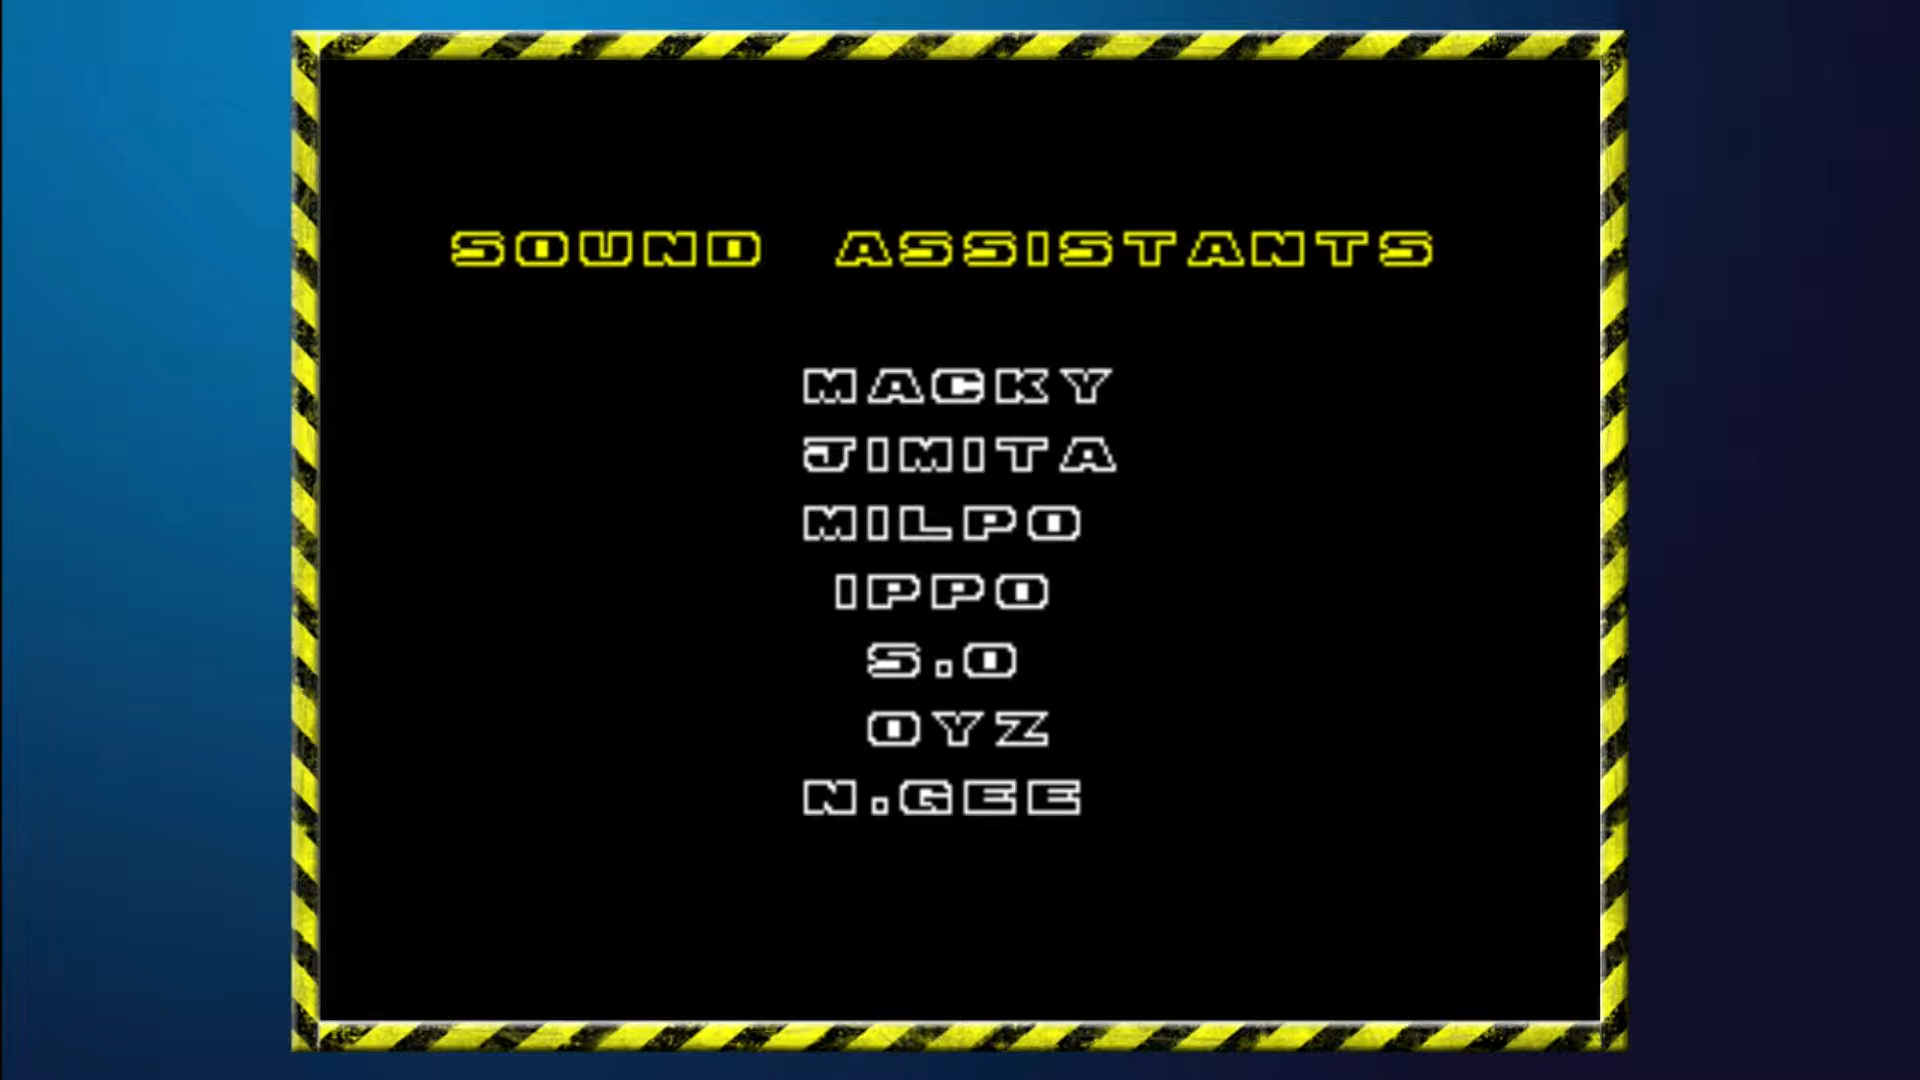 SOUND ASSISTANTS
MACKY
JIMITA
MILPO
IPPO
S.O
OYZ
N.GEE